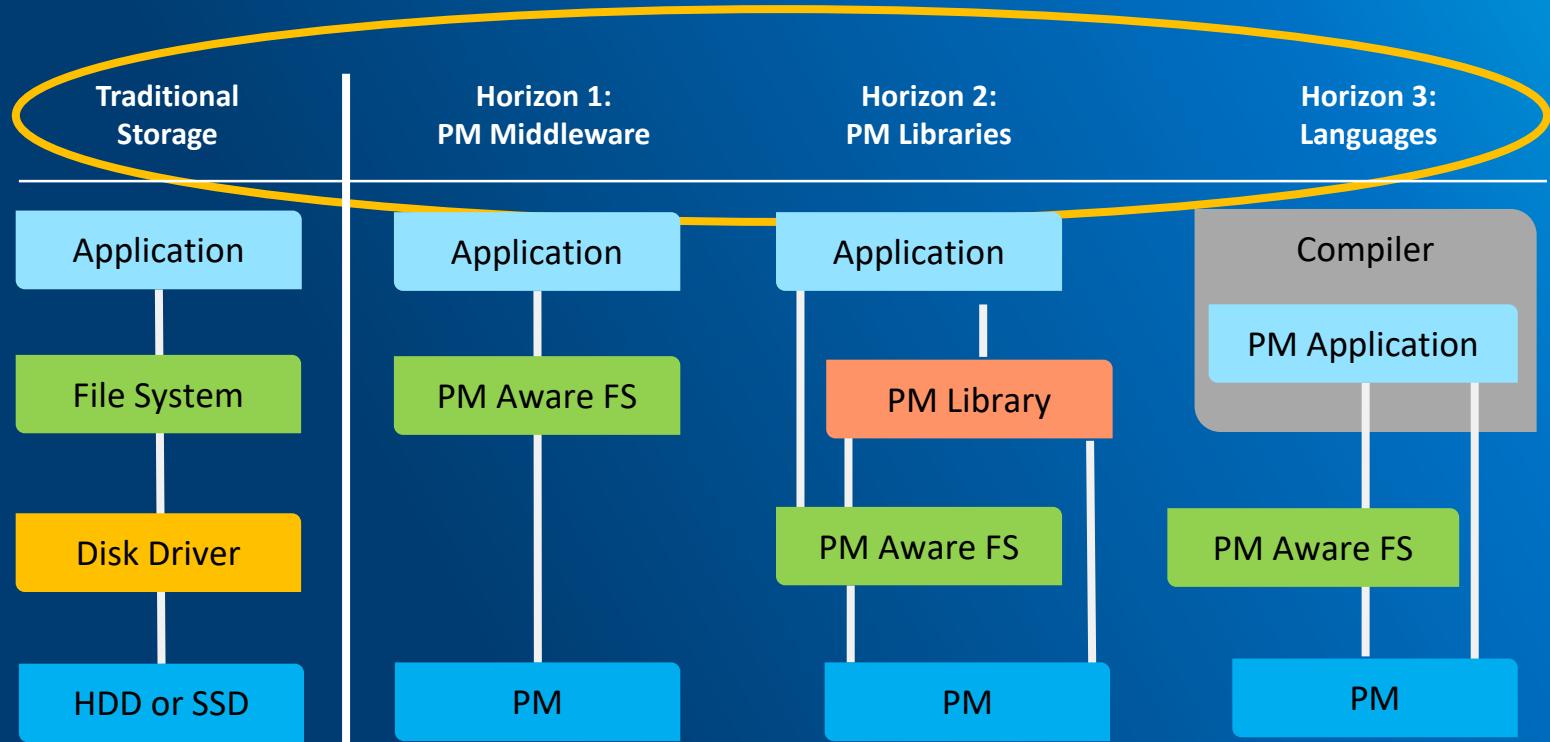 Traditional
Storage
Horizon 1:
PM Middleware
Horizon 2:
PM Libraries
Horizon 3:
Languages
Application
File System
Disk Driver
HDD or SSD
Application
PM Aware FS
PM
Application
PM Library
PM Aware FS
PM
Compiler
PM Application
PM Aware FS
PM